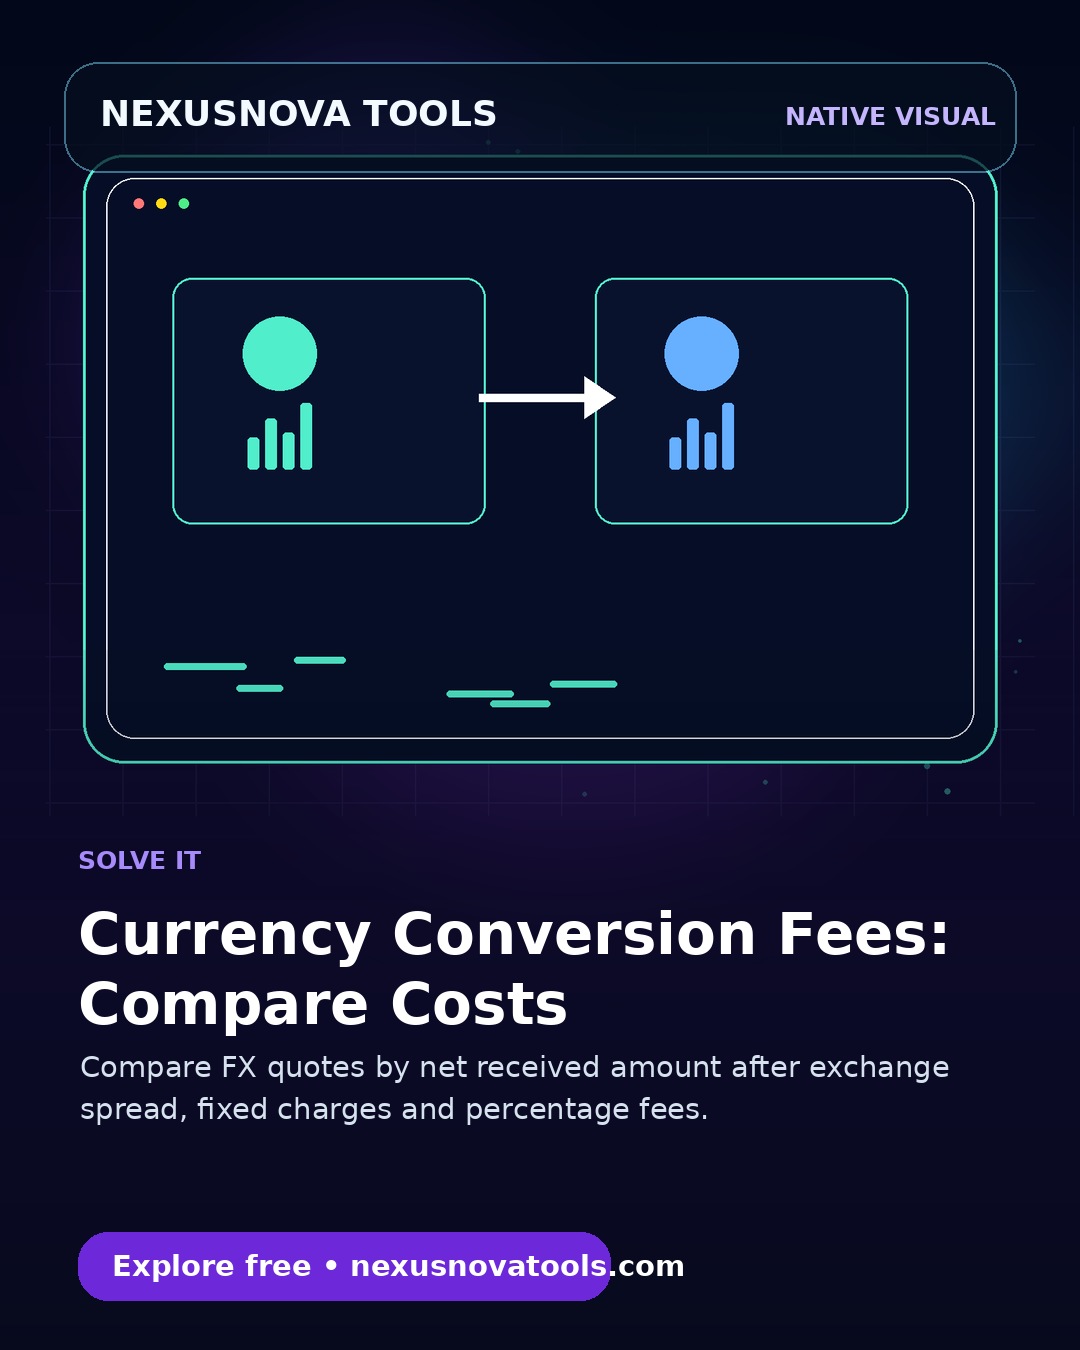 NEXUSNOVA TOOLS
NATIVE VISUAL
SOLVE IT
Currency Conversion Fees:
Compare Costs
Compare FX quotes by net received amount after exchange
spread, fixed charges and percentage fees.
Explore free • nexusnovatools.com